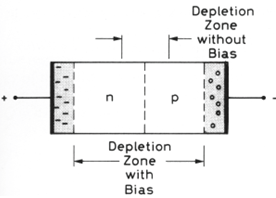 Depletion
Zone
without
Bias
+
-
n
p
Depletion
Zone
with
Bias